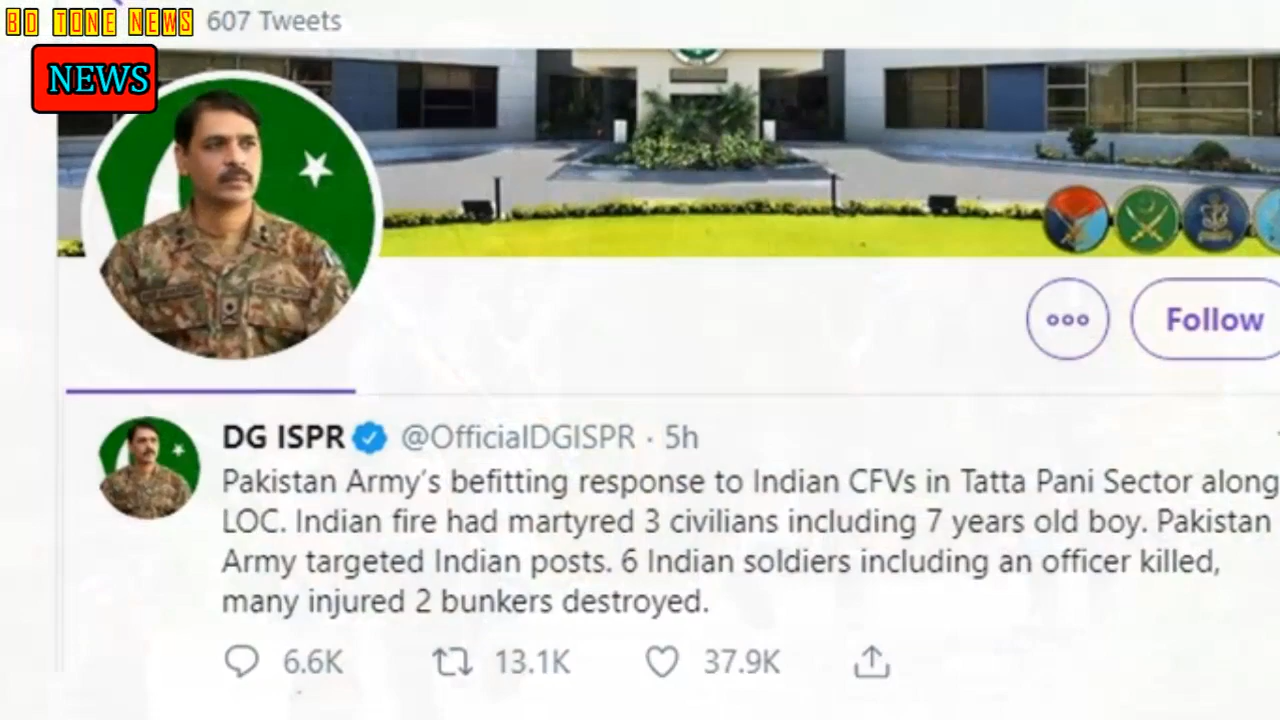 BD TONE NEWS
607 Tweets
NEWS
Follow
DG ISPR @OfficialDGISPR · 5h
Pakistan Army's befitting response to Indian CFVs in Tatta Pani Sector along
LOC. Indian fire had martyred 3 civilians including 7 years old boy. Pakistan
Army targeted Indian posts. 6 Indian soldiers including an officer killed,
many injured 2 bunkers destroyed.
6.6K 13.1K 37.9K